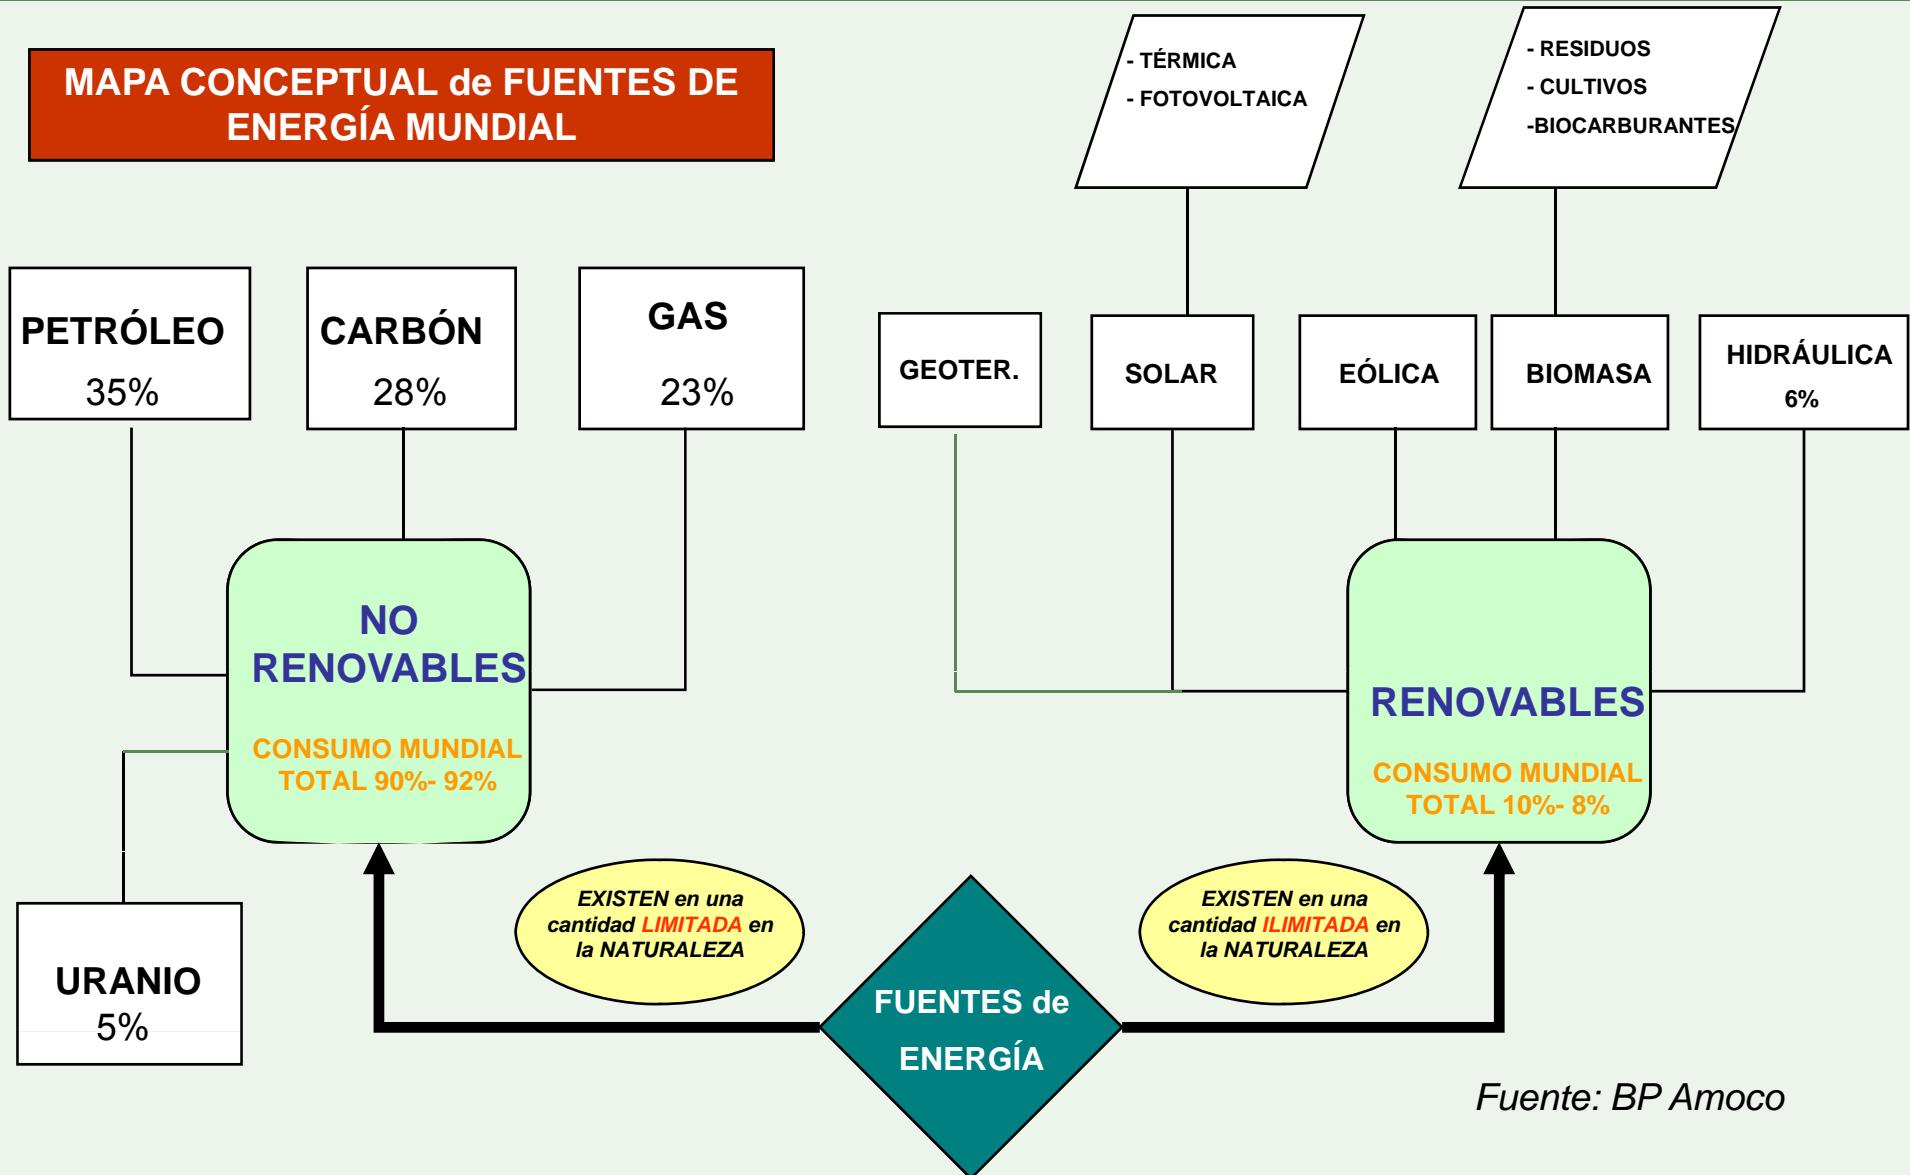 MAPA CONCEPTUAL de FUENTES DE
ENERGÍA MUNDIAL
- TÉRMICA
- FOTOVOLTAICA
- RESIDUOS
- CULTIVOS
-BIOCARBURANTES
PETRÓLEO
35%
CARBÓN
28%
GAS
23%
GEOTER.
SOLAR
EÓLICA
BIOMASA
HIDRÁULICA
6%
NO
RENOVABLES
CONSUMO MUNDIAL
TOTAL 90%- 92%
RENOVABLES
CONSUMO MUNDIAL
TOTAL 10%- 8%
URANIO
5%
EXISTEN en una
cantidad LIMITADA en
la NATURALEZA
FUENTES de
ENERGÍA
EXISTEN en una
cantidad ILIMITADA en
la NATURALEZA
Fuente: BP Amoco